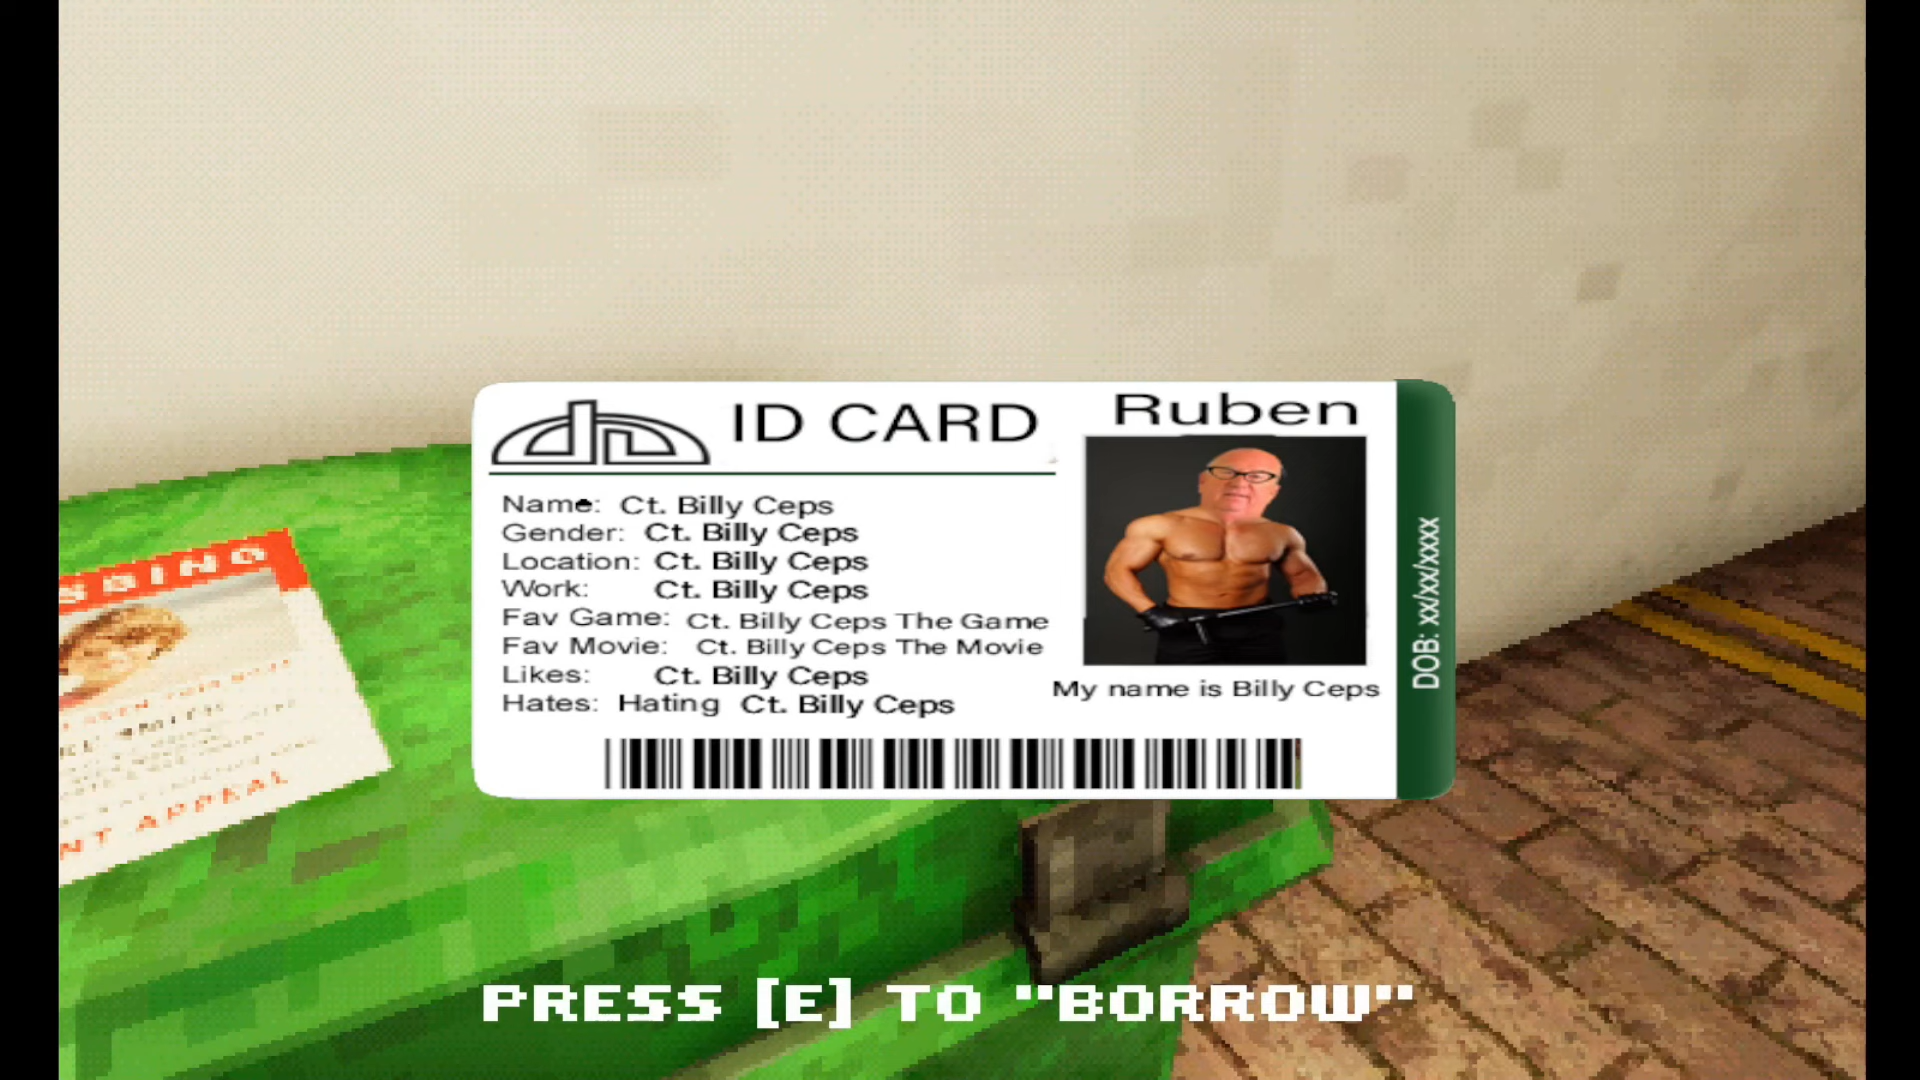 ID CARD
Ruben
Name: Ct. Billy Ceps
Gender: Ct. Billy Ceps
Location: Ct. Billy Ceps
Work: Ct. Billy Ceps
Fav Game: Ct. Billy Ceps The Game
Fav Movie: Ct. Billy Ceps The Movie
Likes: Ct. Billy Ceps
Hates: Hating Ct. Billy Ceps
My name is Billy Ceps
DOB: xx/xx/xxxx
APPEAL
PRESS [E] TO "BORROW"